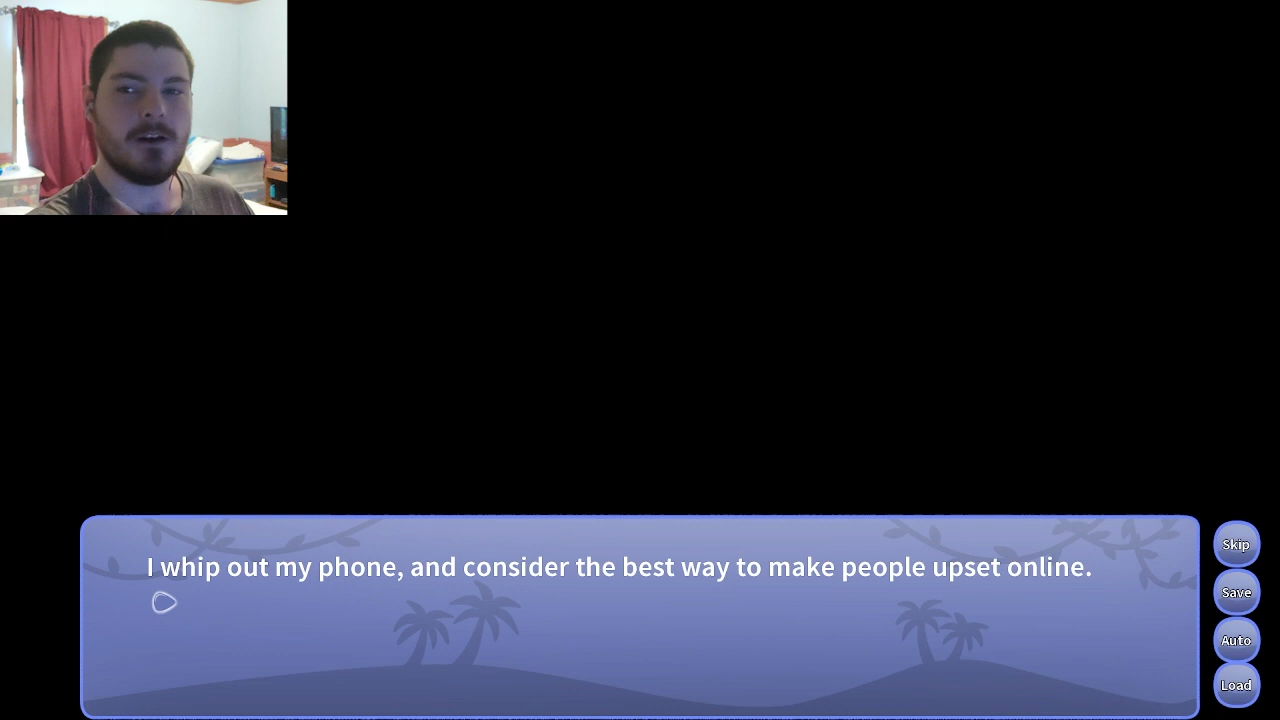 I whip out my phone, and consider the best way to make people upset online.
Skip
Save
Auto
Load